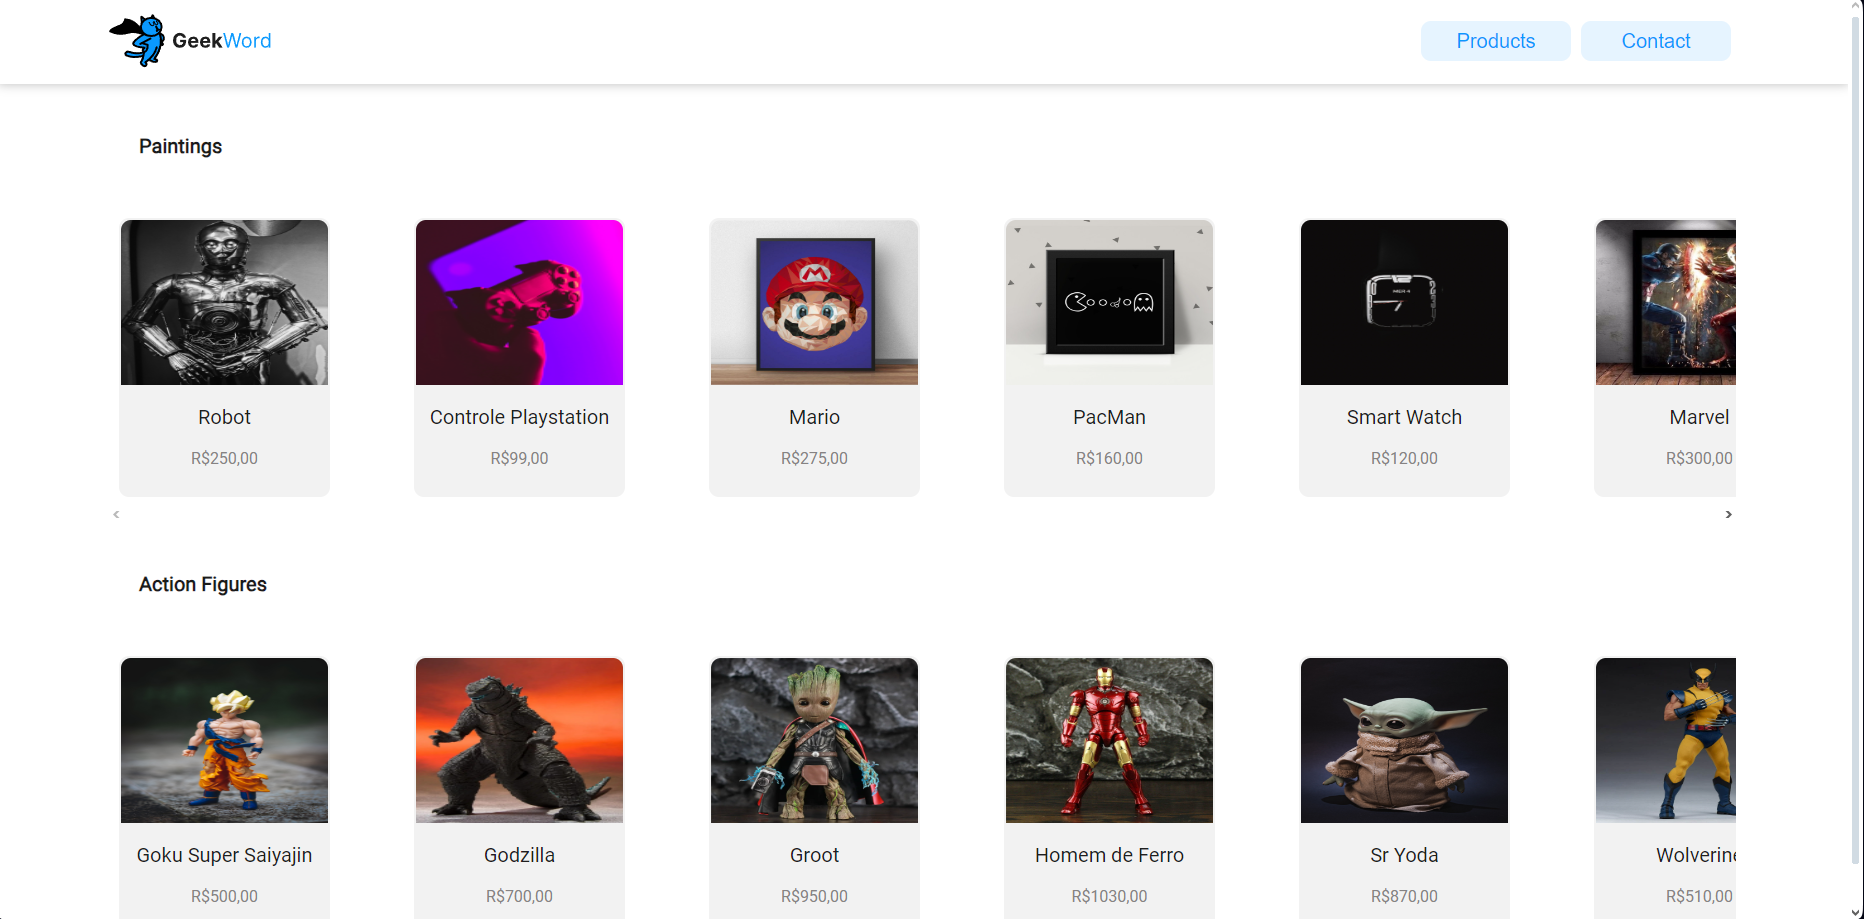 GeekWord
Products
Contact
Paintings
Robot
R$250,00
Controle Playstation
R$99,00
Mario
R$275,00
PacMan
R$160,00
Smart Watch
R$120,00
Marvel
R$300,00
Action Figures
Goku Super Saiyajin
R$500,00
Godzilla
R$700,00
Groot
R$950,00
Homem de Ferro
R$1030,00
Sr Yoda
R$870,00
Wolverine
R$510,00